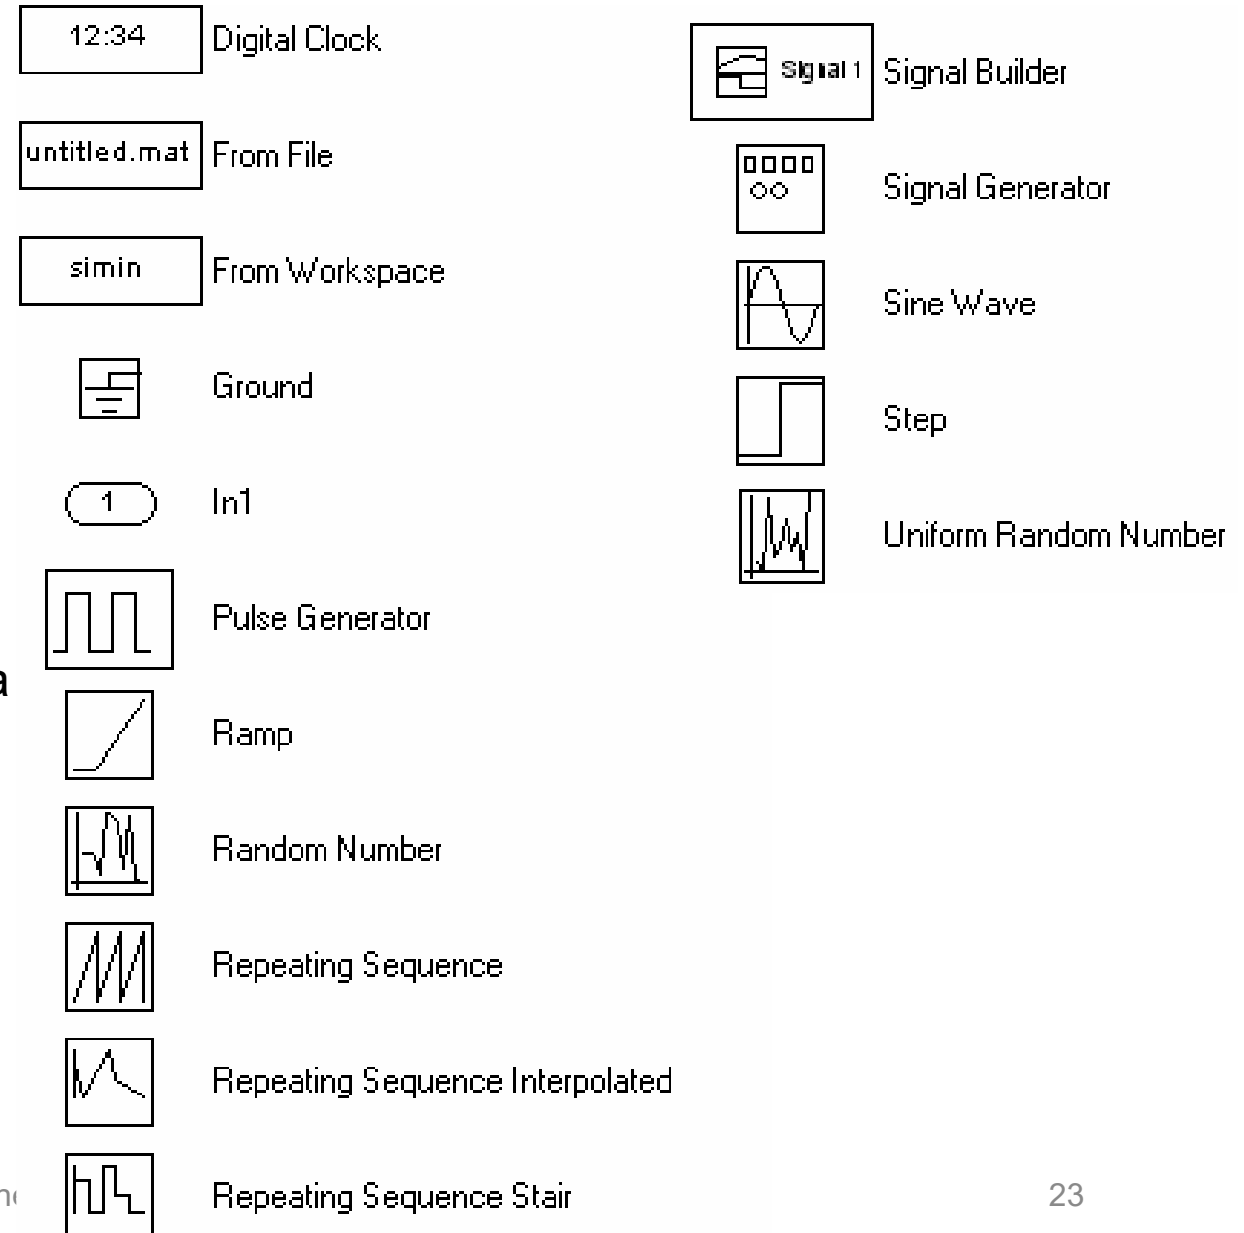 12:34 Digital Clock
untitled.mat From File
simin From Workspace
Ground
1 In1
Pulse Generator
a
Ramp
Random Number
Repeating Sequence
Repeating Sequence Interpolated
Repeating Sequence Stair
Signal 1 Signal Builder
Signal Generator
Sine Wave
Step
Uniform Random Number
23